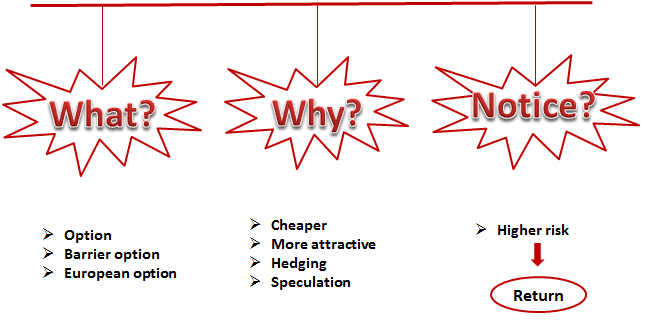 What?
Why?
Notice?
Option
Barrier option
European option
Cheaper
More attractive
Hedging
Speculation
Higher risk
Return